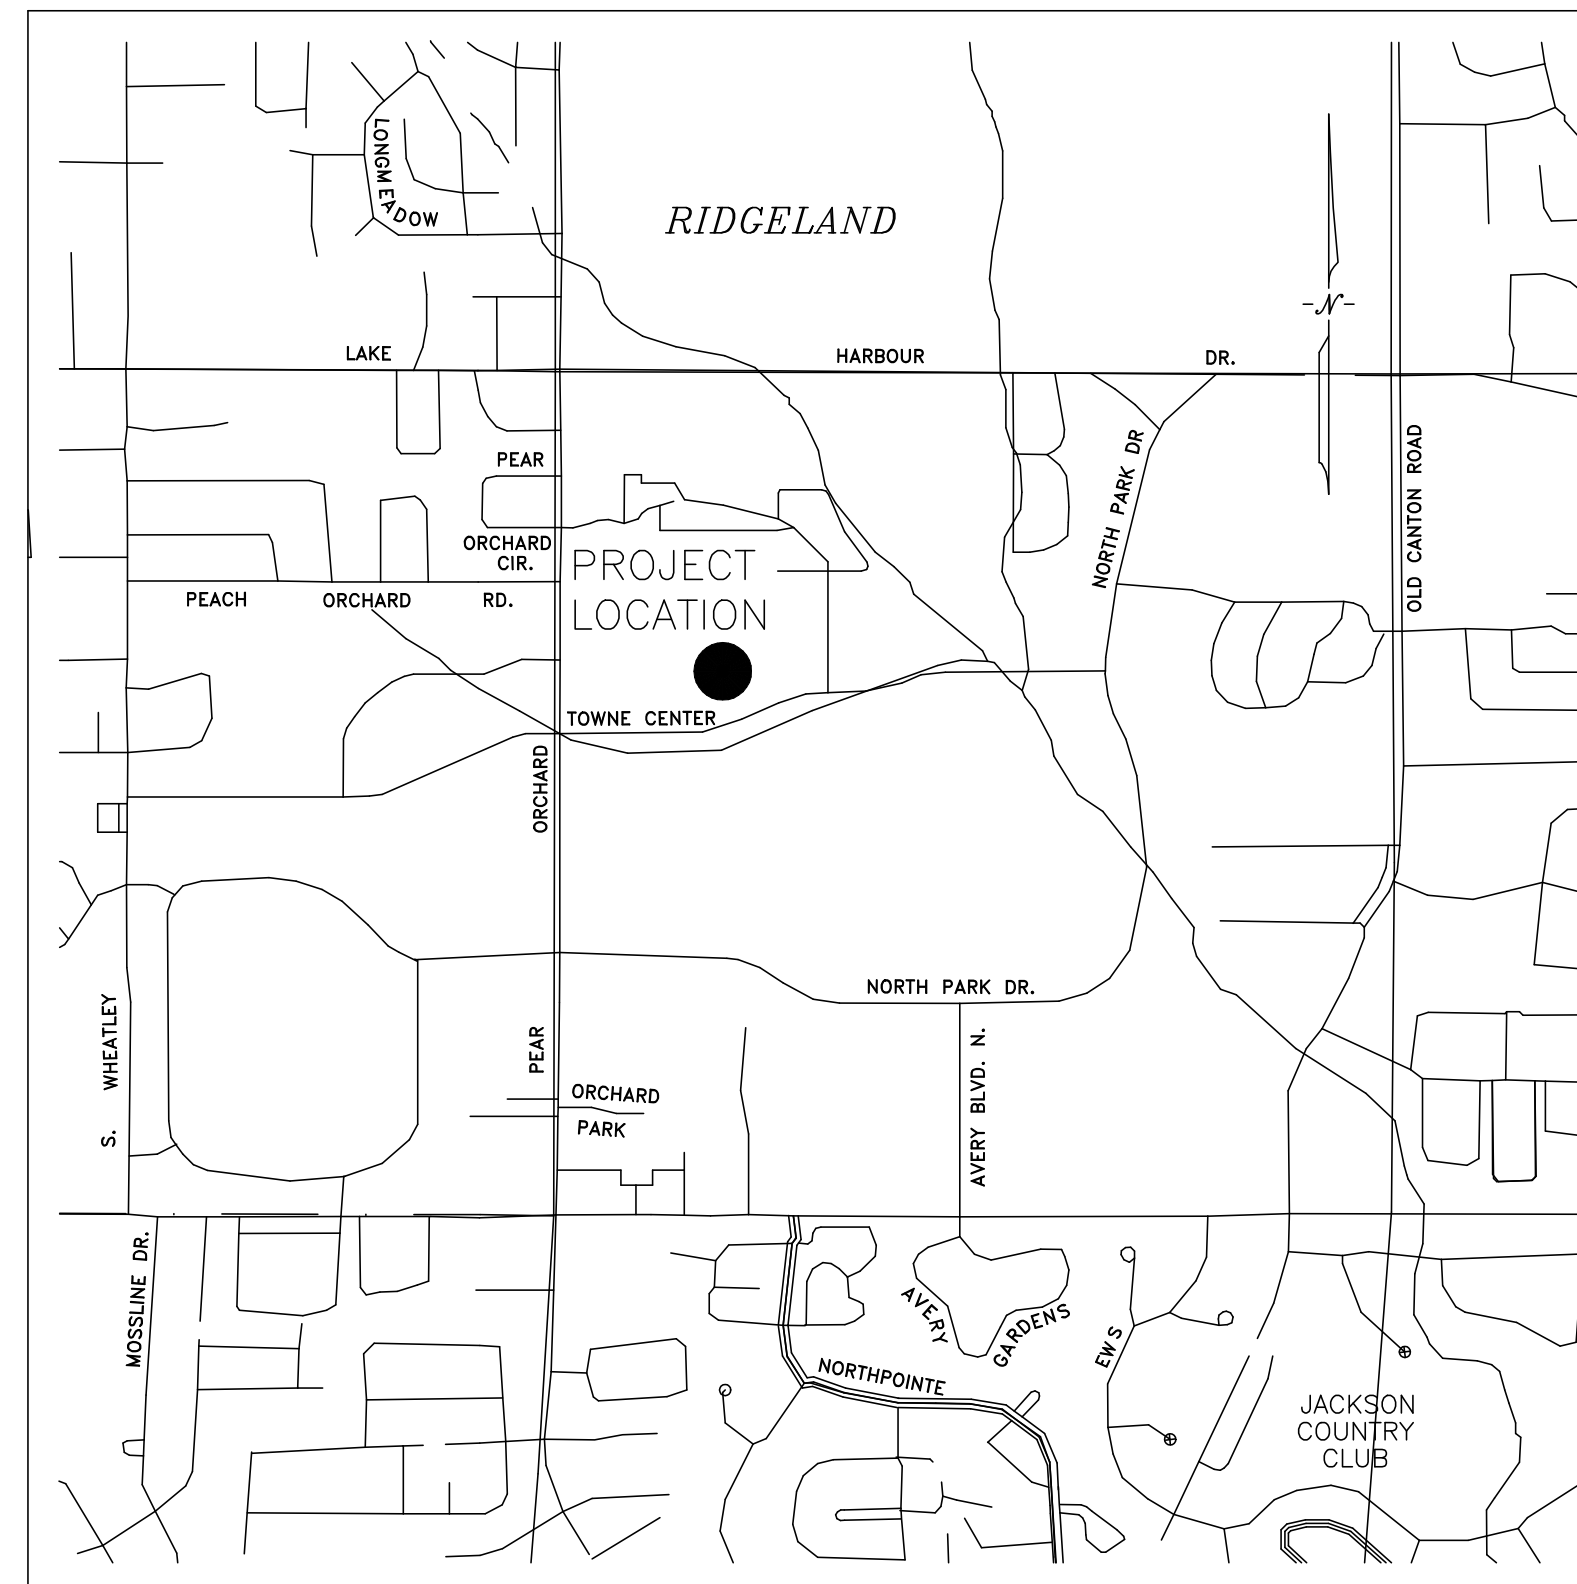 LONGMEADOW
RIDGELAND
-N-
LAKE HARBOUR DR.
PEAR
ORCHARD
CIR.
PROJECT
LOCATION
PEACH ORCHARD RD.
NORTH PARK DR
OLD CANTON ROAD
TOWNE CENTER
ORCHARD
PEAR
S. WHEATLEY
NORTH PARK DR.
AVERY BLVD. N.
ORCHARD
PARK
MOSSLINE DR.
AVERY
GARDENS
EWS
NORTHPOINTE
JACKSON
COUNTRY
CLUB